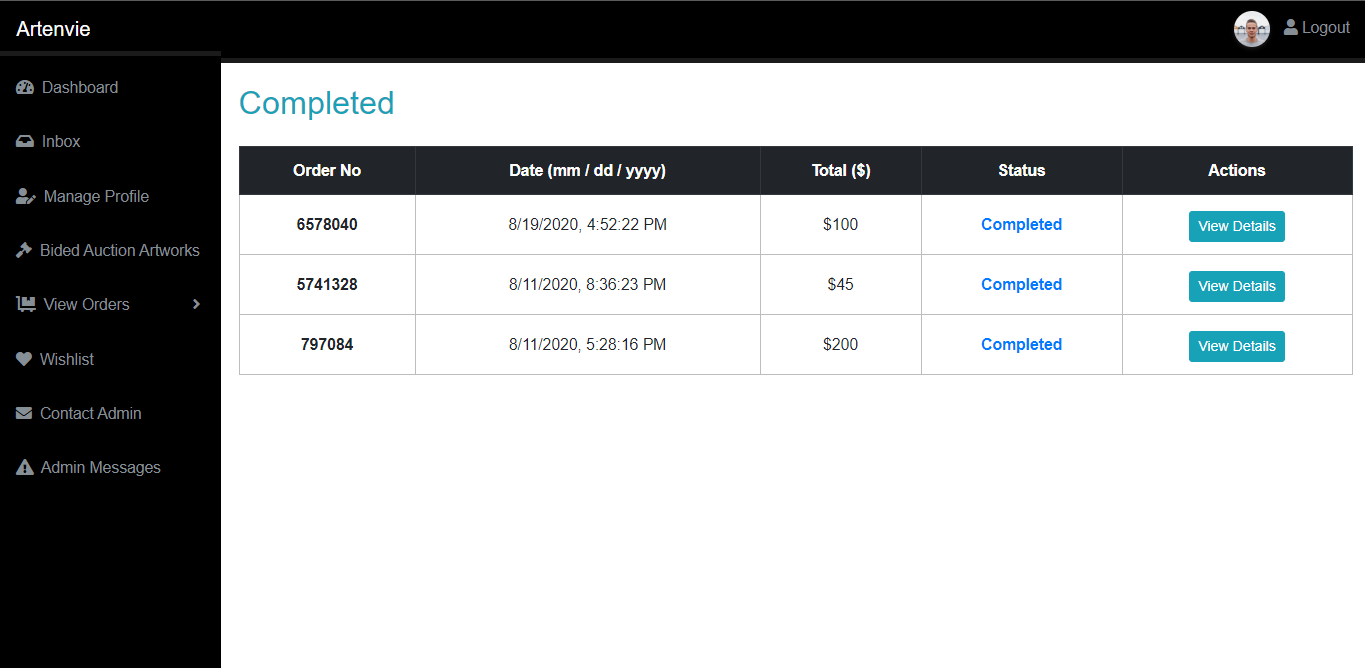 Artenvie
Logout
Dashboard
Inbox
Manage Profile
Bided Auction Artworks
View Orders
Wishlist
Contact Admin
Admin Messages
Completed
Order No Date (mm / dd / yyyy) Total ($) Status Actions
6578040 8/19/2020, 4:52:22 PM $100 Completed View Details
5741328 8/11/2020, 8:36:23 PM $45 Completed View Details
797084 8/11/2020, 5:28:16 PM $200 Completed View Details